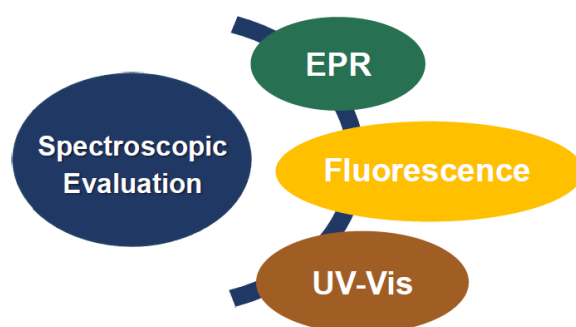 EPR
Spectroscopic
Evaluation
Fluorescence
UV-Vis